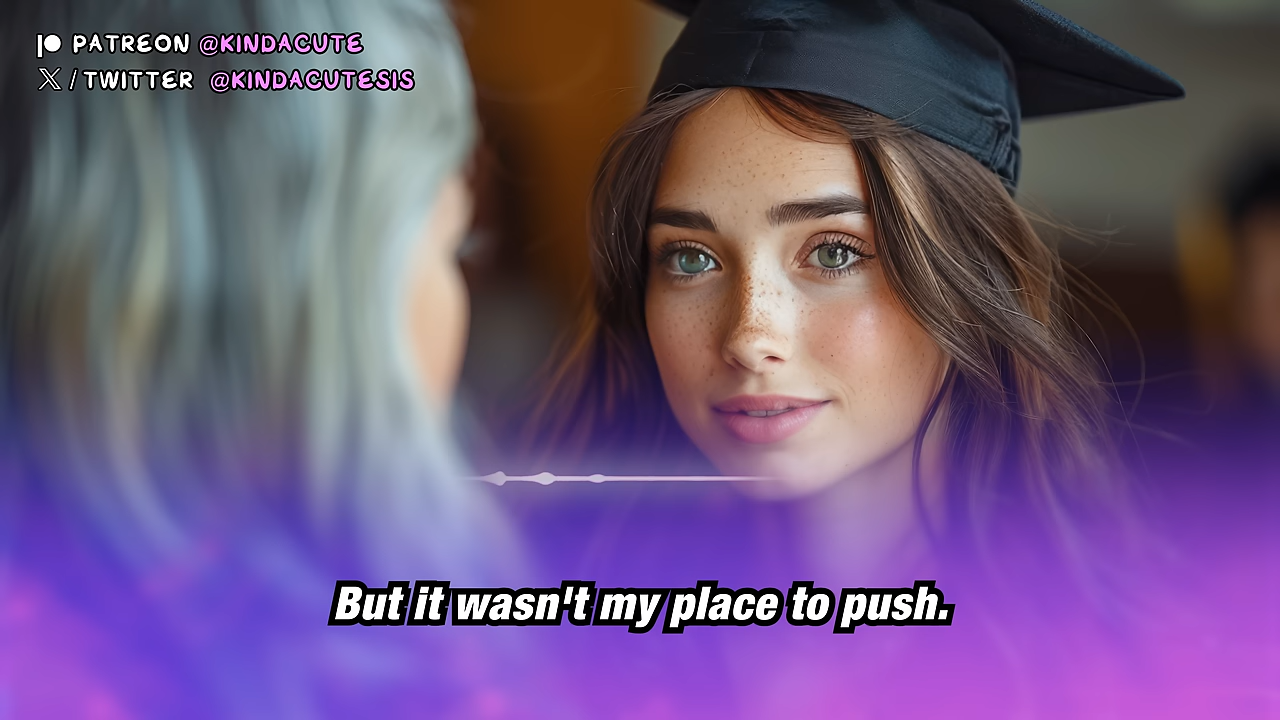 PATREON @KINDACUTE
X / TWITTER @KINDACUTESIS
But it wasn't my place to push.